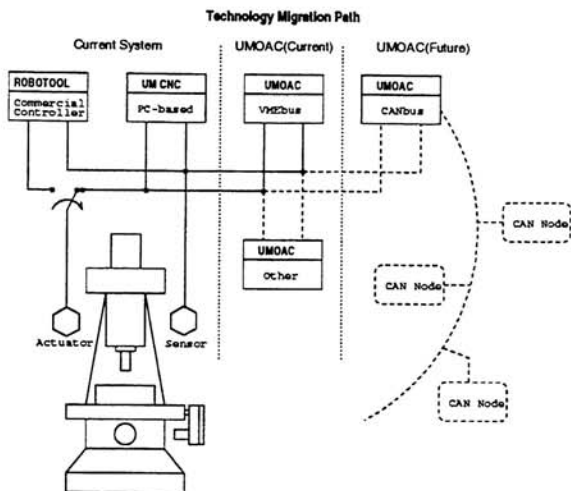 Technology Migration Path
Current System
UMOAC(Current)
UMOAC(Future)
ROBOTOOL
Commercial
Controller
UM CNC
PC-based
UMOAC
VMEbus
UMOAC
CANbus
UMOAC
Other
CAN Node
CAN Node
CAN Node
Actuator
Sensor